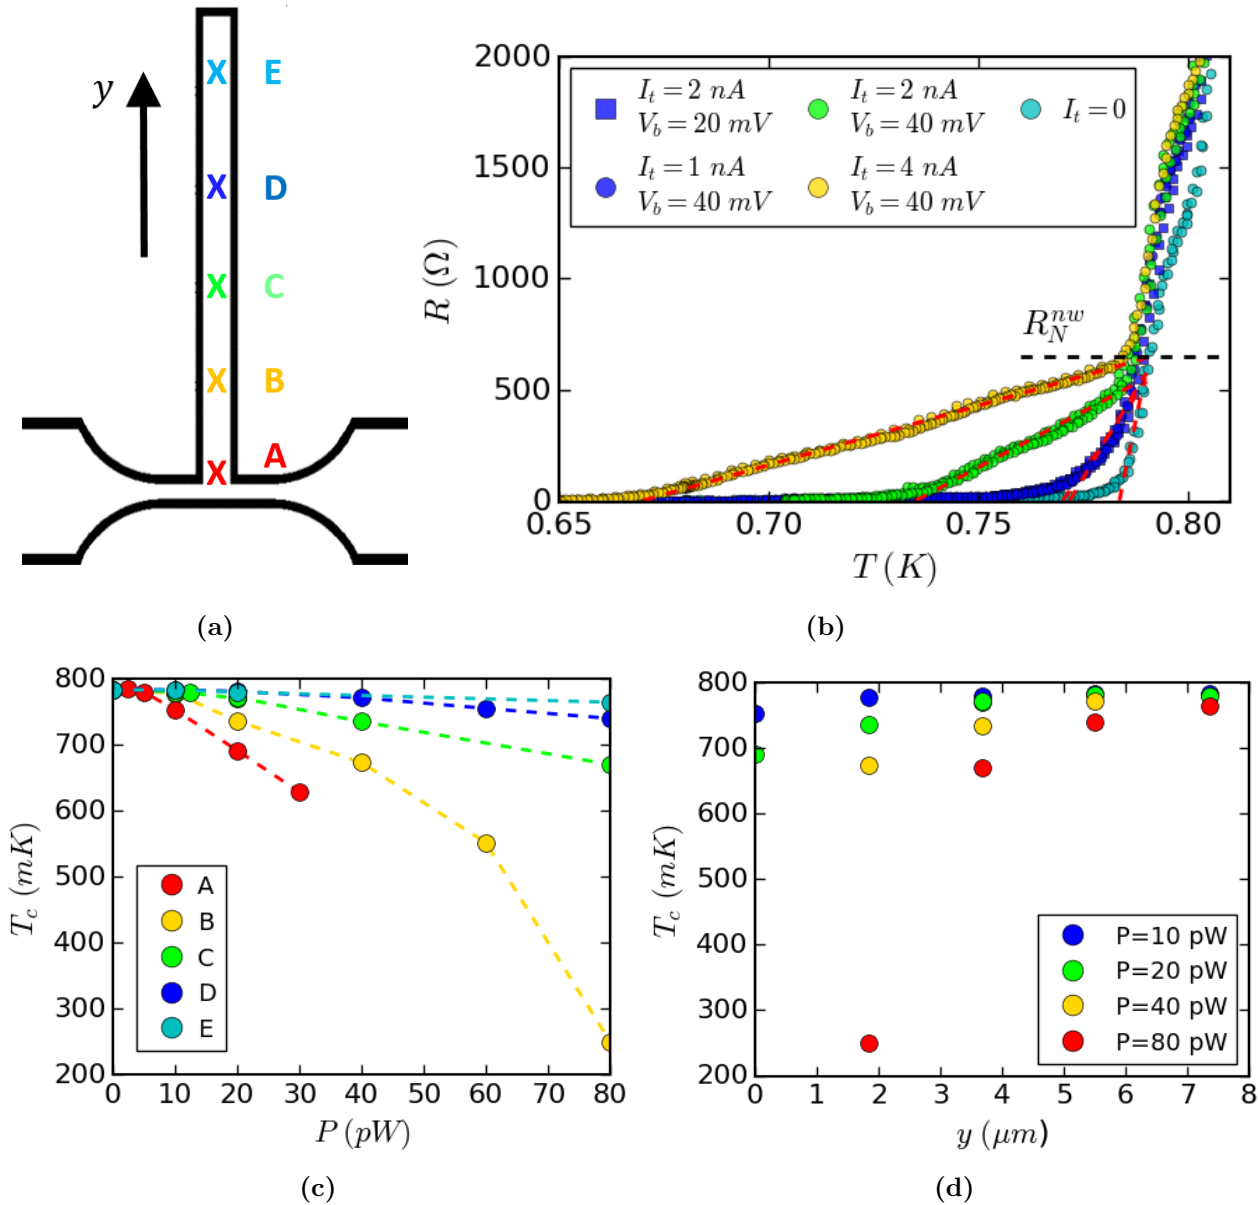 y
X E
X D
X C
X B
X A
(a)
2000
1500
1000
500
0
R (Ω)
I_t = 2 nA
V_b = 20 mV
I_t = 1 nA
V_b = 40 mV
I_t = 2 nA
V_b = 40 mV
I_t = 4 nA
V_b = 40 mV
I_t = 0
R_N^{nw}
0.65 0.70 0.75 0.80
T (K)
(b)
800
700
600
500
400
300
200
T_c (mK)
A
B
C
D
E
0 10 20 30 40 50 60 70 80
P (pW)
(c)
800
700
600
500
400
300
200
T_c (mK)
P=10 pW
P=20 pW
P=40 pW
P=80 pW
0 1 2 3 4 5 6 7 8
y (μm)
(d)